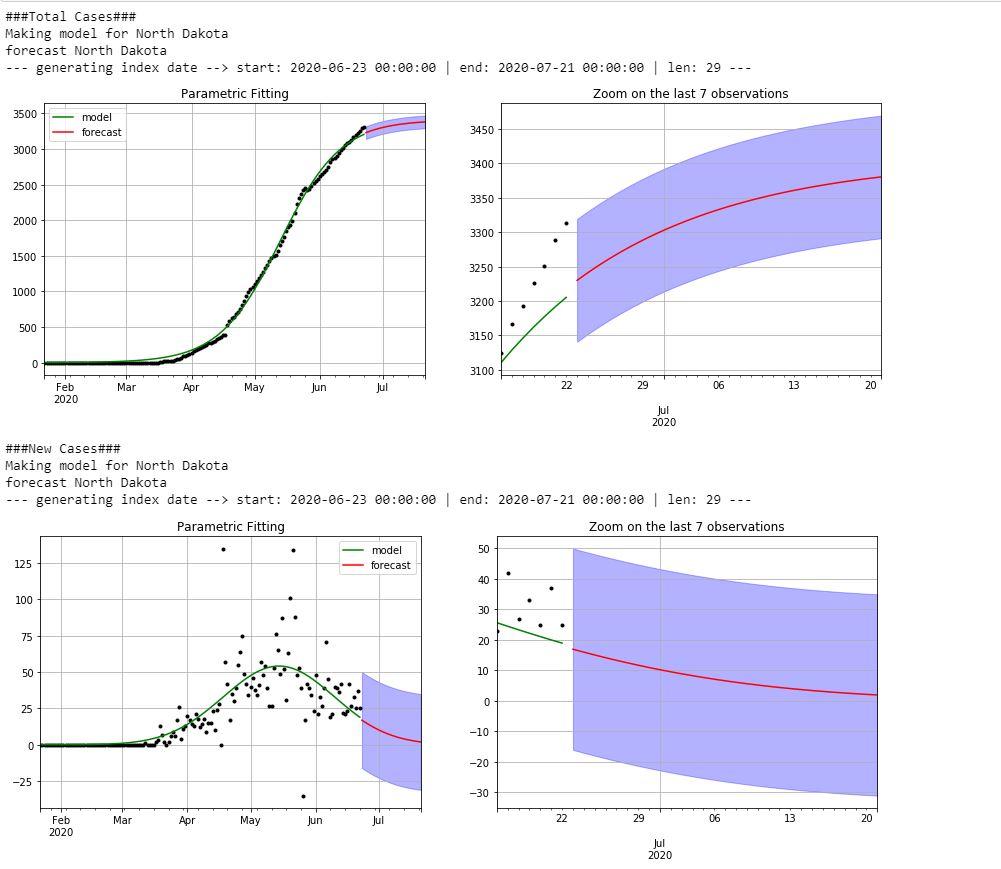 ###Total Cases###
Making model for North Dakota
forecast North Dakota
--- generating index date --> start: 2020-06-23 00:00:00 | end: 2020-07-21 00:00:00 | len: 29 ---
Parametric Fitting
model
forecast
3500
3000
2500
2000
1500
1000
500
0
Feb Mar Apr May Jun Jul
2020
Zoom on the last 7 observations
3450
3400
3350
3300
3250
3200
3150
3100
22 29 06 13 20
Jul
2020
###New Cases###
Making model for North Dakota
forecast North Dakota
--- generating index date --> start: 2020-06-23 00:00:00 | end: 2020-07-21 00:00:00 | len: 29 ---
Parametric Fitting
model
forecast
125
100
75
50
25
0
−25
Feb Mar Apr May Jun Jul
2020
Zoom on the last 7 observations
50
40
30
20
10
0
−10
−20
−30
22 29 06 13 20
Jul
2020